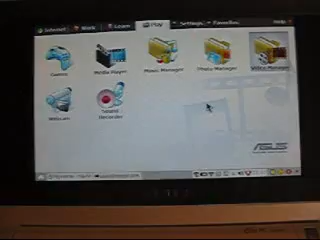 Internet Work Learn Play Settings Favorites Help
Games Media Player Music Manager Photo Manager Video Manager
Webcam Sound Recorder
ASUS